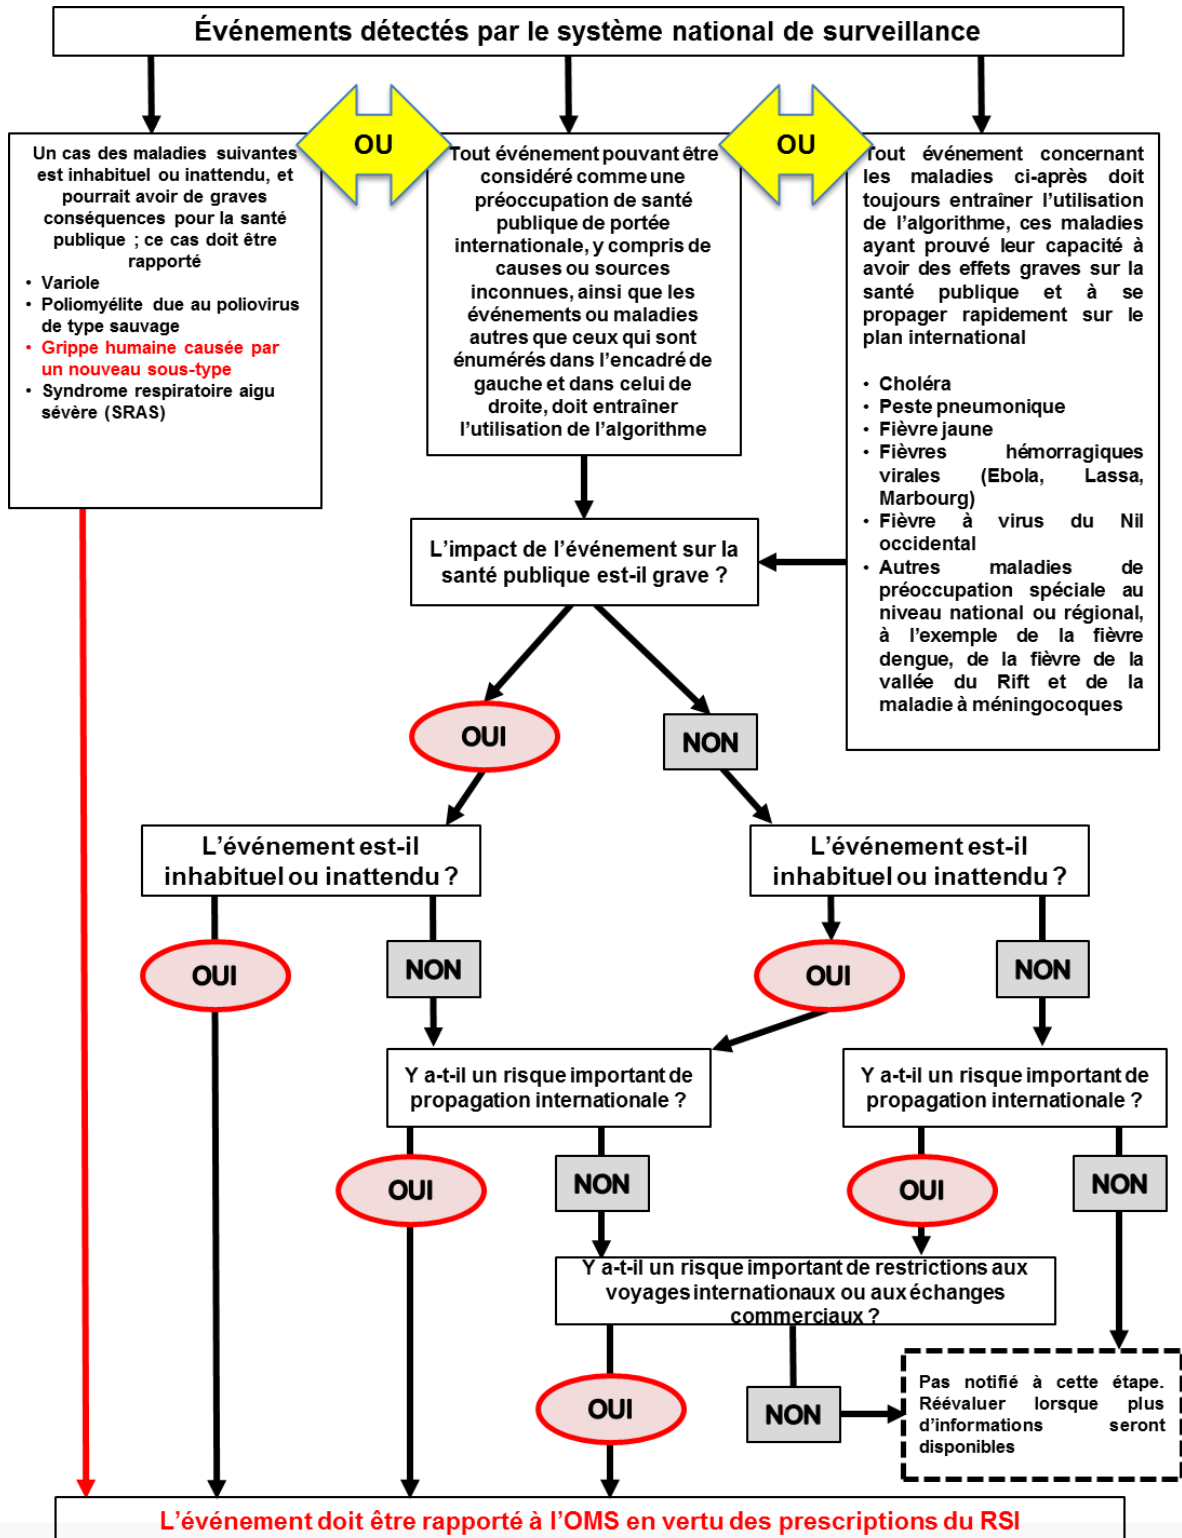 Événements détectés par le système national de surveillance
OU
OU
Un cas des maladies suivantes
est inhabituel ou inattendu, et
pourrait avoir de graves
conséquences pour la santé
publique ; ce cas doit être
rapporté
• Variole
• Poliomyélite due au poliovirus
de type sauvage
• Grippe humaine causée par
un nouveau sous-type
• Syndrome respiratoire aigu
sévère (SRAS)
Tout événement pouvant être
considéré comme une
préoccupation de santé
publique de portée
internationale, y compris de
causes ou sources
inconnues, ainsi que les
événements ou maladies
autres que ceux qui sont
énumérés dans l'encadré de
gauche et dans celui de
droite, doit entraîner
l'utilisation de l'algorithme
Tout événement concernant
les maladies ci-après doit
toujours entraîner l'utilisation
de l'algorithme, ces maladies
ayant prouvé leur capacité à
avoir des effets graves sur la
santé publique et à se
propager rapidement sur le
plan international
• Choléra
• Peste pneumonique
• Fièvre jaune
• Fièvres hémorragiques
virales (Ebola, Lassa,
Marbourg)
• Fièvre à virus du Nil
occidental
• Autres maladies de
préoccupation spéciale au
niveau national ou régional,
à l'exemple de la fièvre
dengue, de la fièvre de la
vallée du Rift et de la
maladie à méningocoques
L'impact de l'événement sur la
santé publique est-il grave ?
OUI
NON
L'événement est-il
inhabituel ou inattendu ?
L'événement est-il
inhabituel ou inattendu ?
OUI
NON
OUI
NON
Y a-t-il un risque important de
propagation internationale ?
Y a-t-il un risque important de
propagation internationale ?
OUI
NON
OUI
NON
Y a-t-il un risque important de restrictions aux
voyages internationaux ou aux échanges
commerciaux ?
OUI
NON
Pas notifié à cette étape.
Réévaluer lorsque plus
d'informations seront
disponibles
L'événement doit être rapporté à l'OMS en vertu des prescriptions du RSI